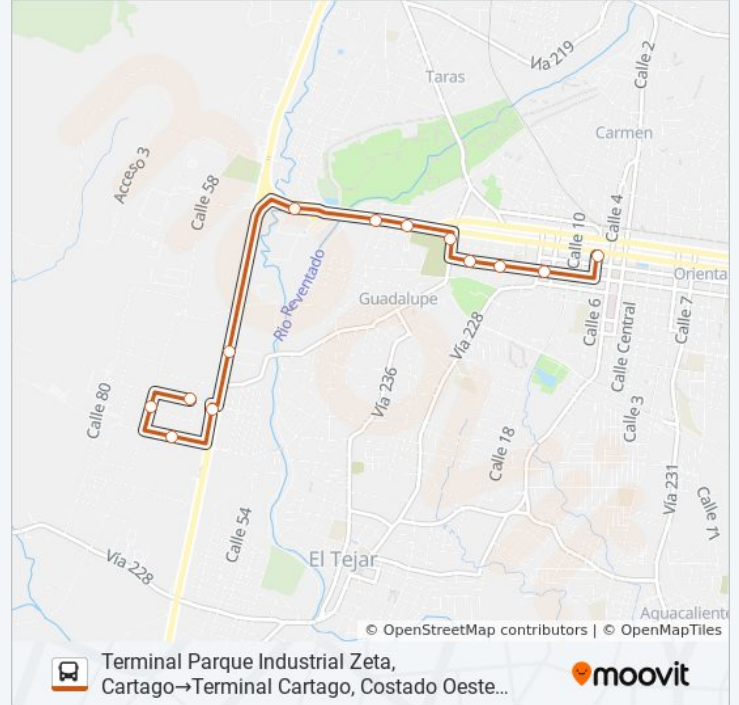 Vía 219
Calle 2
Taras
Carmen
Acceso 3
Calle 58
Calle 4
Calle 10
Río Reventado
Orienta
Guadalupe
Calle 6
Calle 7
Vía 228
Calle Central
Calle 80
Vía 236
Calle 3
Calle 18
Vía 231
Calle 11
Calle 54
Vía 228
El Tejar
Aguacaliente
© OpenStreetMap contributors | © OpenMapTiles
Terminal Parque Industrial Zeta,
Cartago→Terminal Cartago, Costado Oeste…
moovit